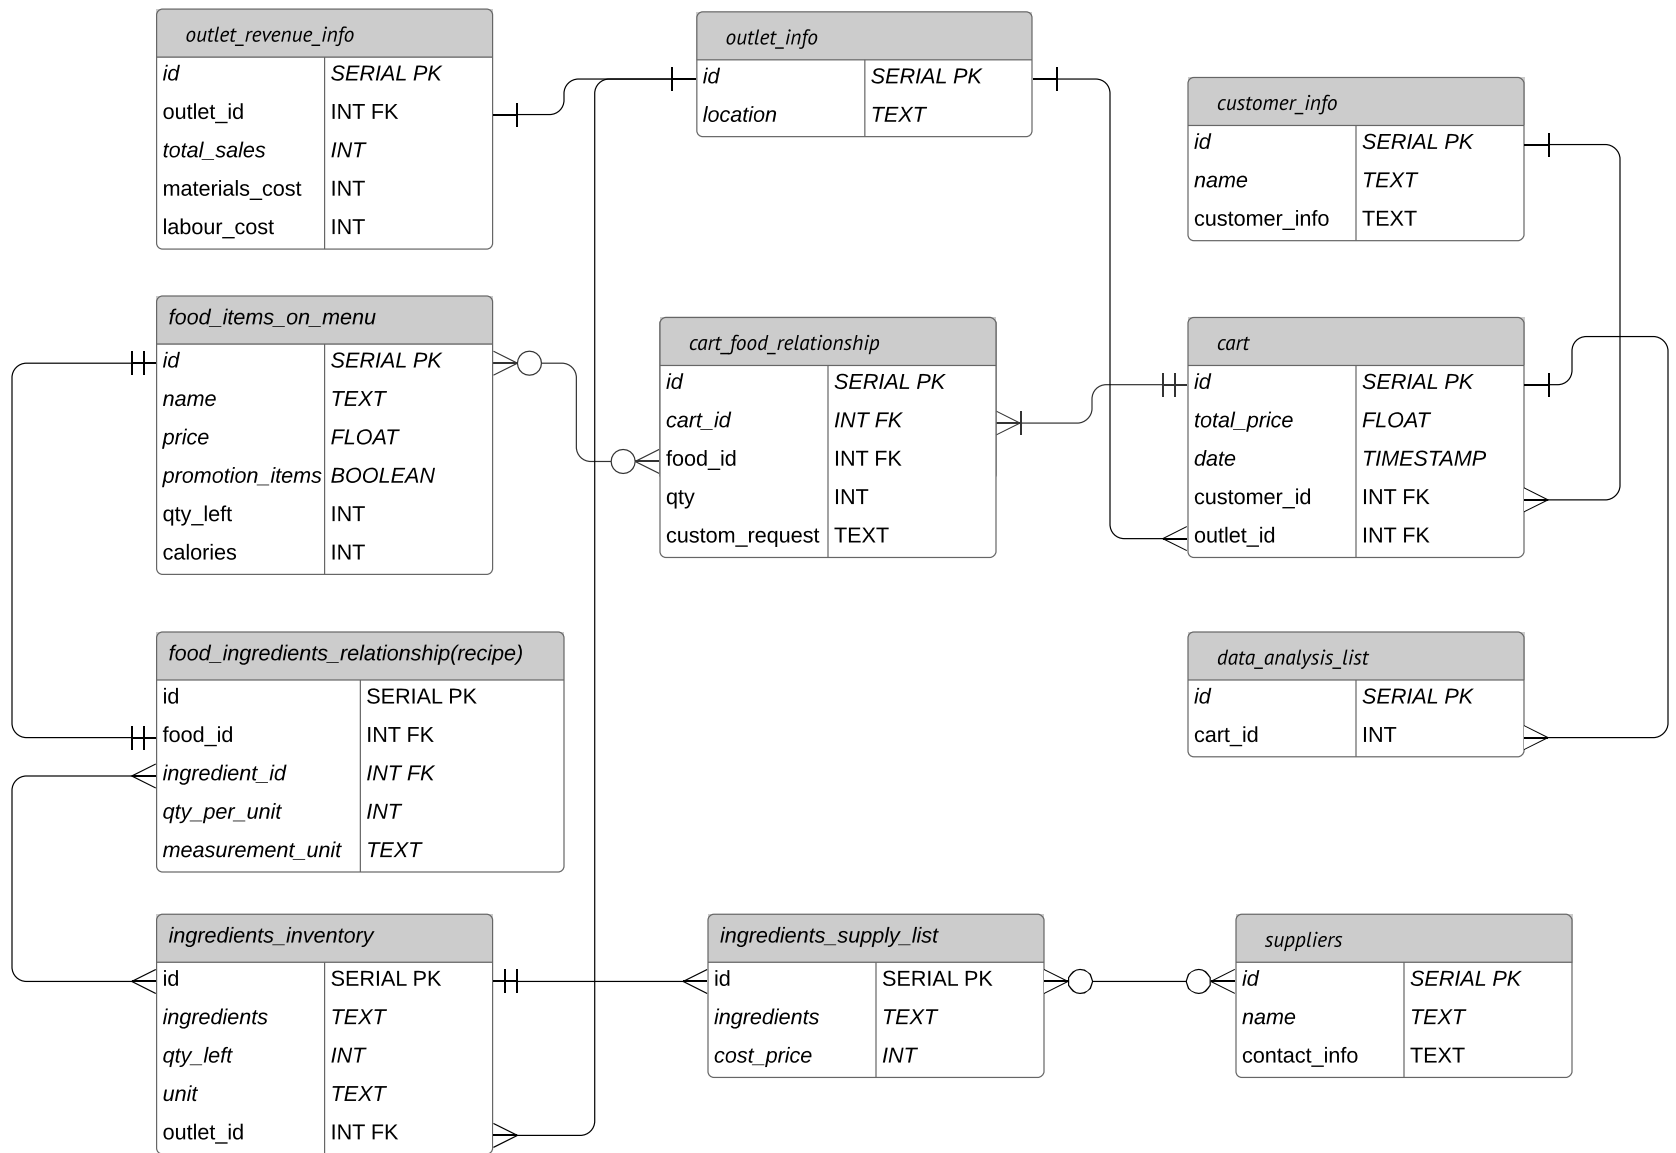 outlet_revenue_info
id SERIAL PK
outlet_id INT FK
total_sales INT
materials_cost INT
labour_cost INT
outlet_info
id SERIAL PK
location TEXT
customer_info
id SERIAL PK
name TEXT
customer_info TEXT
food_items_on_menu
id SERIAL PK
name TEXT
price FLOAT
promotion_items BOOLEAN
qty_left INT
calories INT
cart_food_relationship
id SERIAL PK
cart_id INT FK
food_id INT FK
qty INT
custom_request TEXT
cart
id SERIAL PK
total_price FLOAT
date TIMESTAMP
customer_id INT FK
outlet_id INT FK
food_ingredients_relationship(recipe)
id SERIAL PK
food_id INT FK
ingredient_id INT FK
qty_per_unit INT
measurement_unit TEXT
data_analysis_list
id SERIAL PK
cart_id INT
ingredients_inventory
id SERIAL PK
ingredients TEXT
qty_left INT
unit TEXT
outlet_id INT FK
ingredients_supply_list
id SERIAL PK
ingredients TEXT
cost_price INT
suppliers
id SERIAL PK
name TEXT
contact_info TEXT